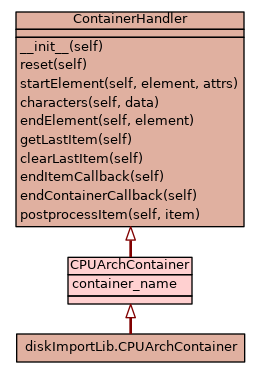 ContainerHandler
__init__(self)
reset(self)
startElement(self, element, attrs)
characters(self, data)
endElement(self, element)
getLastItem(self)
clearLastItem(self)
endItemCallback(self)
endContainerCallback(self)
postprocessItem(self, item)
CPUArchContainer
container_name
diskImportLib.CPUArchContainer